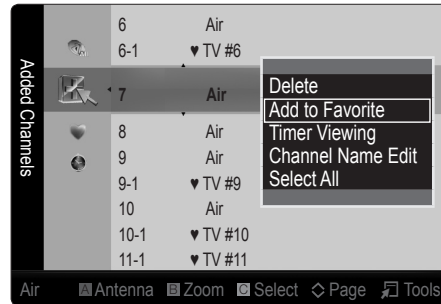 Added Channels
6 Air
6-1 ♥ TV #6
7 Air
8 Air
9 Air
9-1 ♥ TV #9
10 Air
10-1 ♥ TV #10
11-1 ♥ TV #11
Delete
Add to Favorite
Timer Viewing
Channel Name Edit
Select All
Air A Antenna B Zoom C Select Page Tools